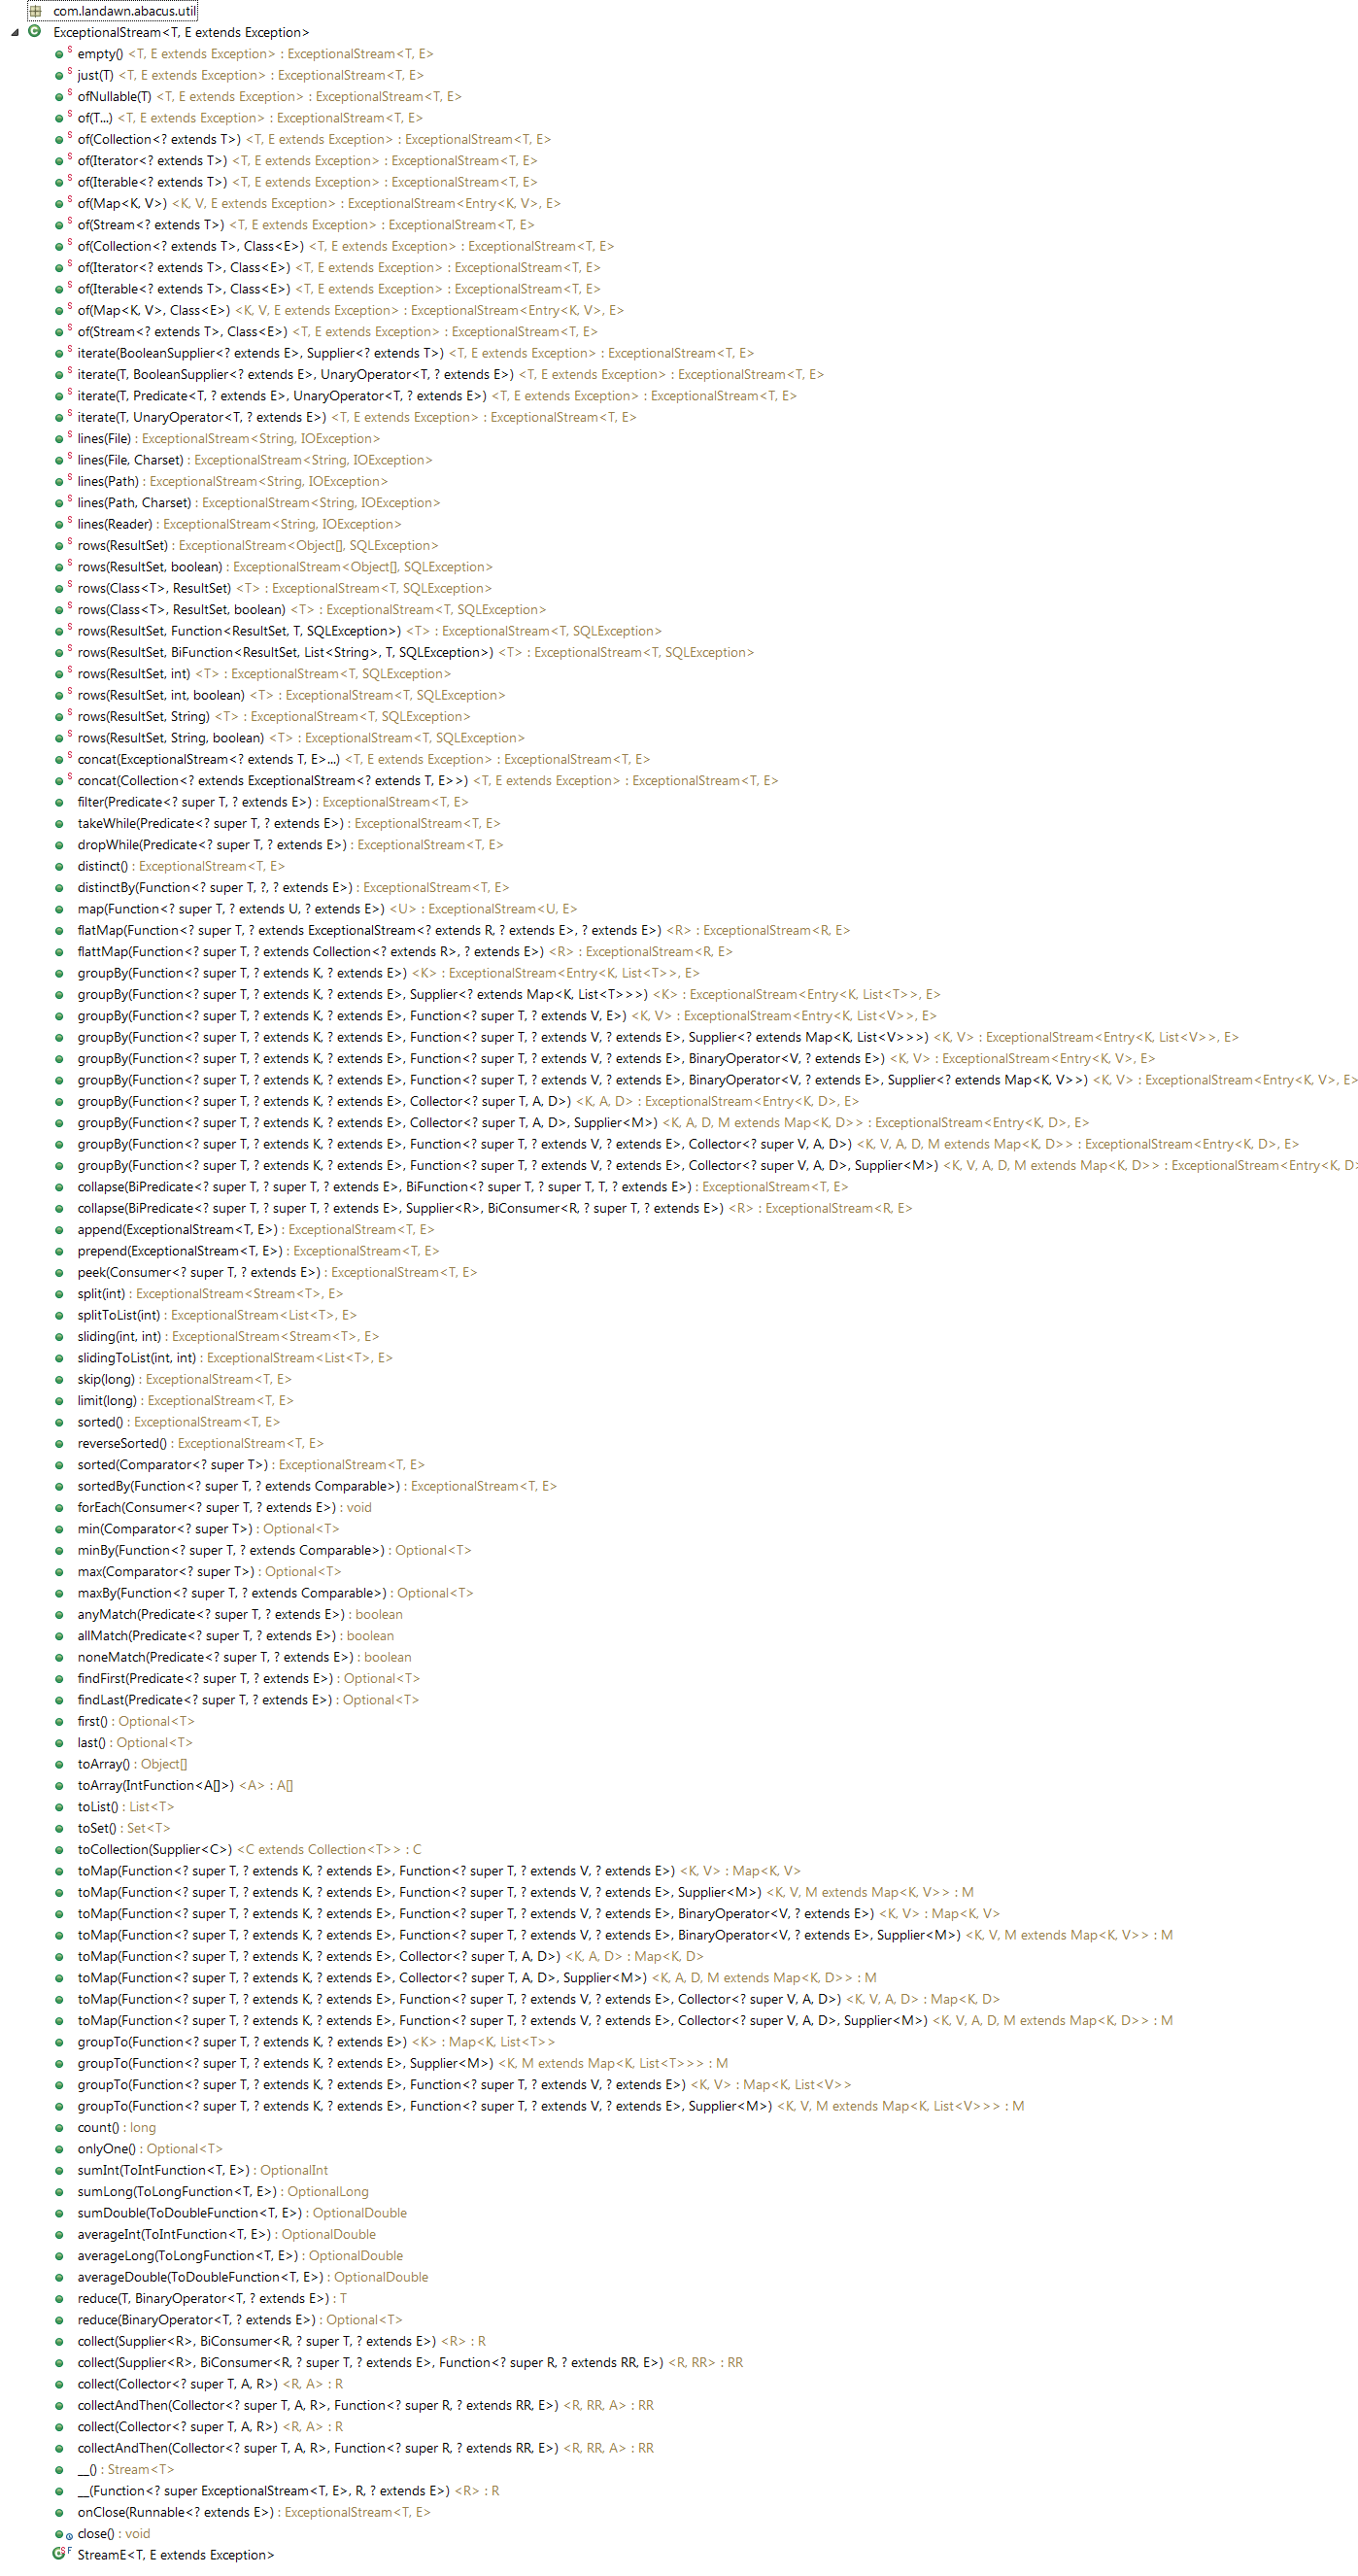 com.landawn.abacus.util
ExceptionalStream<T, E extends Exception>
empty() <T, E extends Exception> : ExceptionalStream<T, E>
just(T) <T, E extends Exception> : ExceptionalStream<T, E>
ofNullable(T) <T, E extends Exception> : ExceptionalStream<T, E>
of(T...) <T, E extends Exception> : ExceptionalStream<T, E>
of(Collection<? extends T>) <T, E extends Exception> : ExceptionalStream<T, E>
of(Iterator<? extends T>) <T, E extends Exception> : ExceptionalStream<T, E>
of(Iterable<? extends T>) <T, E extends Exception> : ExceptionalStream<T, E>
of(Map<K, V>) <K, V, E extends Exception> : ExceptionalStream<Entry<K, V>, E>
of(Stream<? extends T>) <T, E extends Exception> : ExceptionalStream<T, E>
of(Collection<? extends T>, Class<E>) <T, E extends Exception> : ExceptionalStream<T, E>
of(Iterator<? extends T>, Class<E>) <T, E extends Exception> : ExceptionalStream<T, E>
of(Iterable<? extends T>, Class<E>) <T, E extends Exception> : ExceptionalStream<T, E>
of(Map<K, V>, Class<E>) <K, V, E extends Exception> : ExceptionalStream<Entry<K, V>, E>
of(Stream<? extends T>, Class<E>) <T, E extends Exception> : ExceptionalStream<T, E>
iterate(BooleanSupplier<? extends E>, Supplier<? extends T>) <T, E extends Exception> : ExceptionalStream<T, E>
iterate(T, BooleanSupplier<? extends E>, UnaryOperator<T, ? extends E>) <T, E extends Exception> : ExceptionalStream<T, E>
iterate(T, Predicate<T, ? extends E>, UnaryOperator<T, ? extends E>) <T, E extends Exception> : ExceptionalStream<T, E>
iterate(T, UnaryOperator<T, ? extends E>) <T, E extends Exception> : ExceptionalStream<T, E>
lines(File) : ExceptionalStream<String, IOException>
lines(File, Charset) : ExceptionalStream<String, IOException>
lines(Path) : ExceptionalStream<String, IOException>
lines(Path, Charset) : ExceptionalStream<String, IOException>
lines(Reader) : ExceptionalStream<String, IOException>
rows(ResultSet) : ExceptionalStream<Object[], SQLException>
rows(ResultSet, boolean) : ExceptionalStream<Object[], SQLException>
rows(Class<T>, ResultSet) <T> : ExceptionalStream<T, SQLException>
rows(Class<T>, ResultSet, boolean) <T> : ExceptionalStream<T, SQLException>
rows(ResultSet, Function<ResultSet, T, SQLException>) <T> : ExceptionalStream<T, SQLException>
rows(ResultSet, BiFunction<ResultSet, List<String>, T, SQLException>) <T> : ExceptionalStream<T, SQLException>
rows(ResultSet, int) <T> : ExceptionalStream<T, SQLException>
rows(ResultSet, int, boolean) <T> : ExceptionalStream<T, SQLException>
rows(ResultSet, String) <T> : ExceptionalStream<T, SQLException>
rows(ResultSet, String, boolean) <T> : ExceptionalStream<T, SQLException>
concat(ExceptionalStream<? extends T, E>...) <T, E extends Exception> : ExceptionalStream<T, E>
concat(Collection<? extends ExceptionalStream<? extends T, E>>) <T, E extends Exception> : ExceptionalStream<T, E>
filter(Predicate<? super T, ? extends E>) : ExceptionalStream<T, E>
takeWhile(Predicate<? super T, ? extends E>) : ExceptionalStream<T, E>
dropWhile(Predicate<? super T, ? extends E>) : ExceptionalStream<T, E>
distinct() : ExceptionalStream<T, E>
distinctBy(Function<? super T, ?, ? extends E>) : ExceptionalStream<T, E>
map(Function<? super T, ? extends U, ? extends E>) <U> : ExceptionalStream<U, E>
flatMap(Function<? super T, ? extends ExceptionalStream<? extends R, ? extends E>, ? extends E>) <R> : ExceptionalStream<R, E>
flattMap(Function<? super T, ? extends Collection<? extends R>, ? extends E>) <R> : ExceptionalStream<R, E>
groupBy(Function<? super T, ? extends K, ? extends E>) <K> : ExceptionalStream<Entry<K, List<T>>, E>
groupBy(Function<? super T, ? extends K, ? extends E>, Supplier<? extends Map<K, List<T>>>) <K> : ExceptionalStream<Entry<K, List<T>>, E>
groupBy(Function<? super T, ? extends K, ? extends E>, Function<? super T, ? extends V, E>) <K, V> : ExceptionalStream<Entry<K, List<V>>, E>
groupBy(Function<? super T, ? extends K, ? extends E>, Function<? super T, ? extends V, ? extends E>, Supplier<? extends Map<K, List<V>>>) <K, V> : ExceptionalStream<Entry<K, List<V>>, E>
groupBy(Function<? super T, ? extends K, ? extends E>, Function<? super T, ? extends V, ? extends E>, BinaryOperator<V, ? extends E>) <K, V> : ExceptionalStream<Entry<K, V>, E>
groupBy(Function<? super T, ? extends K, ? extends E>, Function<? super T, ? extends V, ? extends E>, BinaryOperator<V, ? extends E>, Supplier<? extends Map<K, V>>) <K, V> : ExceptionalStream<Entry<K, V>, E>
groupBy(Function<? super T, ? extends K, ? extends E>, Collector<? super T, A, D>) <K, A, D> : ExceptionalStream<Entry<K, D>, E>
groupBy(Function<? super T, ? extends K, ? extends E>, Collector<? super T, A, D>, Supplier<M>) <K, A, D, M extends Map<K, D>> : ExceptionalStream<Entry<K, D>, E>
groupBy(Function<? super T, ? extends K, ? extends E>, Function<? super T, ? extends V, ? extends E>, Collector<? super V, A, D>) <K, V, A, D, M extends Map<K, D>> : ExceptionalStream<Entry<K, D>, E>
groupBy(Function<? super T, ? extends K, ? extends E>, Function<? super T, ? extends V, ? extends E>, Collector<? super V, A, D>, Supplier<M>) <K, V, A, D, M extends Map<K, D>> : ExceptionalStream<Entry<K, D>
collapse(BiPredicate<? super T, ? super T, ? extends E>, BiFunction<? super T, ? super T, T, ? extends E>) : ExceptionalStream<T, E>
collapse(BiPredicate<? super T, ? super T, ? extends E>, Supplier<R>, BiConsumer<R, ? super T, ? extends E>) <R> : ExceptionalStream<R, E>
append(ExceptionalStream<T, E>) : ExceptionalStream<T, E>
prepend(ExceptionalStream<T, E>) : ExceptionalStream<T, E>
peek(Consumer<? super T, ? extends E>) : ExceptionalStream<T, E>
split(int) : ExceptionalStream<Stream<T>, E>
splitToList(int) : ExceptionalStream<List<T>, E>
sliding(int, int) : ExceptionalStream<Stream<T>, E>
slidingToList(int, int) : ExceptionalStream<List<T>, E>
skip(long) : ExceptionalStream<T, E>
limit(long) : ExceptionalStream<T, E>
sorted() : ExceptionalStream<T, E>
reverseSorted() : ExceptionalStream<T, E>
sorted(Comparator<? super T>) : ExceptionalStream<T, E>
sortedBy(Function<? super T, ? extends Comparable>) : ExceptionalStream<T, E>
forEach(Consumer<? super T, ? extends E>) : void
min(Comparator<? super T>) : Optional<T>
minBy(Function<? super T, ? extends Comparable>) : Optional<T>
max(Comparator<? super T>) : Optional<T>
maxBy(Function<? super T, ? extends Comparable>) : Optional<T>
anyMatch(Predicate<? super T, ? extends E>) : boolean
allMatch(Predicate<? super T, ? extends E>) : boolean
noneMatch(Predicate<? super T, ? extends E>) : boolean
findFirst(Predicate<? super T, ? extends E>) : Optional<T>
findLast(Predicate<? super T, ? extends E>) : Optional<T>
first() : Optional<T>
last() : Optional<T>
toArray() : Object[]
toArray(IntFunction<A[]>) <A> : A[]
toList() : List<T>
toSet() : Set<T>
toCollection(Supplier<C>) <C extends Collection<T>> : C
toMap(Function<? super T, ? extends K, ? extends E>, Function<? super T, ? extends V, ? extends E>) <K, V> : Map<K, V>
toMap(Function<? super T, ? extends K, ? extends E>, Function<? super T, ? extends V, ? extends E>, Supplier<M>) <K, V, M extends Map<K, V>> : M
toMap(Function<? super T, ? extends K, ? extends E>, Function<? super T, ? extends V, ? extends E>, BinaryOperator<V, ? extends E>) <K, V> : Map<K, V>
toMap(Function<? super T, ? extends K, ? extends E>, Function<? super T, ? extends V, ? extends E>, BinaryOperator<V, ? extends E>, Supplier<M>) <K, V, M extends Map<K, V>> : M
toMap(Function<? super T, ? extends K, ? extends E>, Collector<? super T, A, D>) <K, A, D> : Map<K, D>
toMap(Function<? super T, ? extends K, ? extends E>, Collector<? super T, A, D>, Supplier<M>) <K, A, D, M extends Map<K, D>> : M
toMap(Function<? super T, ? extends K, ? extends E>, Function<? super T, ? extends V, ? extends E>, Collector<? super V, A, D>) <K, V, A, D> : Map<K, D>
toMap(Function<? super T, ? extends K, ? extends E>, Function<? super T, ? extends V, ? extends E>, Collector<? super V, A, D>, Supplier<M>) <K, V, A, D, M extends Map<K, D>> : M
groupTo(Function<? super T, ? extends K, ? extends E>) <K> : Map<K, List<T>>
groupTo(Function<? super T, ? extends K, ? extends E>, Supplier<M>) <K, M extends Map<K, List<T>>> : M
groupTo(Function<? super T, ? extends K, ? extends E>, Function<? super T, ? extends V, ? extends E>) <K, V> : Map<K, List<V>>
groupTo(Function<? super T, ? extends K, ? extends E>, Function<? super T, ? extends V, ? extends E>, Supplier<M>) <K, V, M extends Map<K, List<V>>> : M
count() : long
onlyOne() : Optional<T>
sumInt(ToIntFunction<T, E>) : OptionalInt
sumLong(ToLongFunction<T, E>) : OptionalLong
sumDouble(ToDoubleFunction<T, E>) : OptionalDouble
averageInt(ToIntFunction<T, E>) : OptionalDouble
averageLong(ToLongFunction<T, E>) : OptionalDouble
averageDouble(ToDoubleFunction<T, E>) : OptionalDouble
reduce(T, BinaryOperator<T, ? extends E>) : T
reduce(BinaryOperator<T, ? extends E>) : Optional<T>
collect(Supplier<R>, BiConsumer<R, ? super T, ? extends E>) <R> : R
collect(Supplier<R>, BiConsumer<R, ? super T, ? extends E>, Function<? super R, ? extends RR, E>) <R, RR> : RR
collect(Collector<? super T, A, R>) <R, A> : R
collectAndThen(Collector<? super T, A, R>, Function<? super R, ? extends RR, E>) <R, RR, A> : RR
collect(Collector<? super T, A, R>) <R, A> : R
collectAndThen(Collector<? super T, A, R>, Function<? super R, ? extends RR, E>) <R, RR, A> : RR
__() : Stream<T>
__(Function<? super ExceptionalStream<T, E>, R, ? extends E>) <R> : R
onClose(Runnable<? extends E>) : ExceptionalStream<T, E>
close() : void
StreamE<T, E extends Exception>